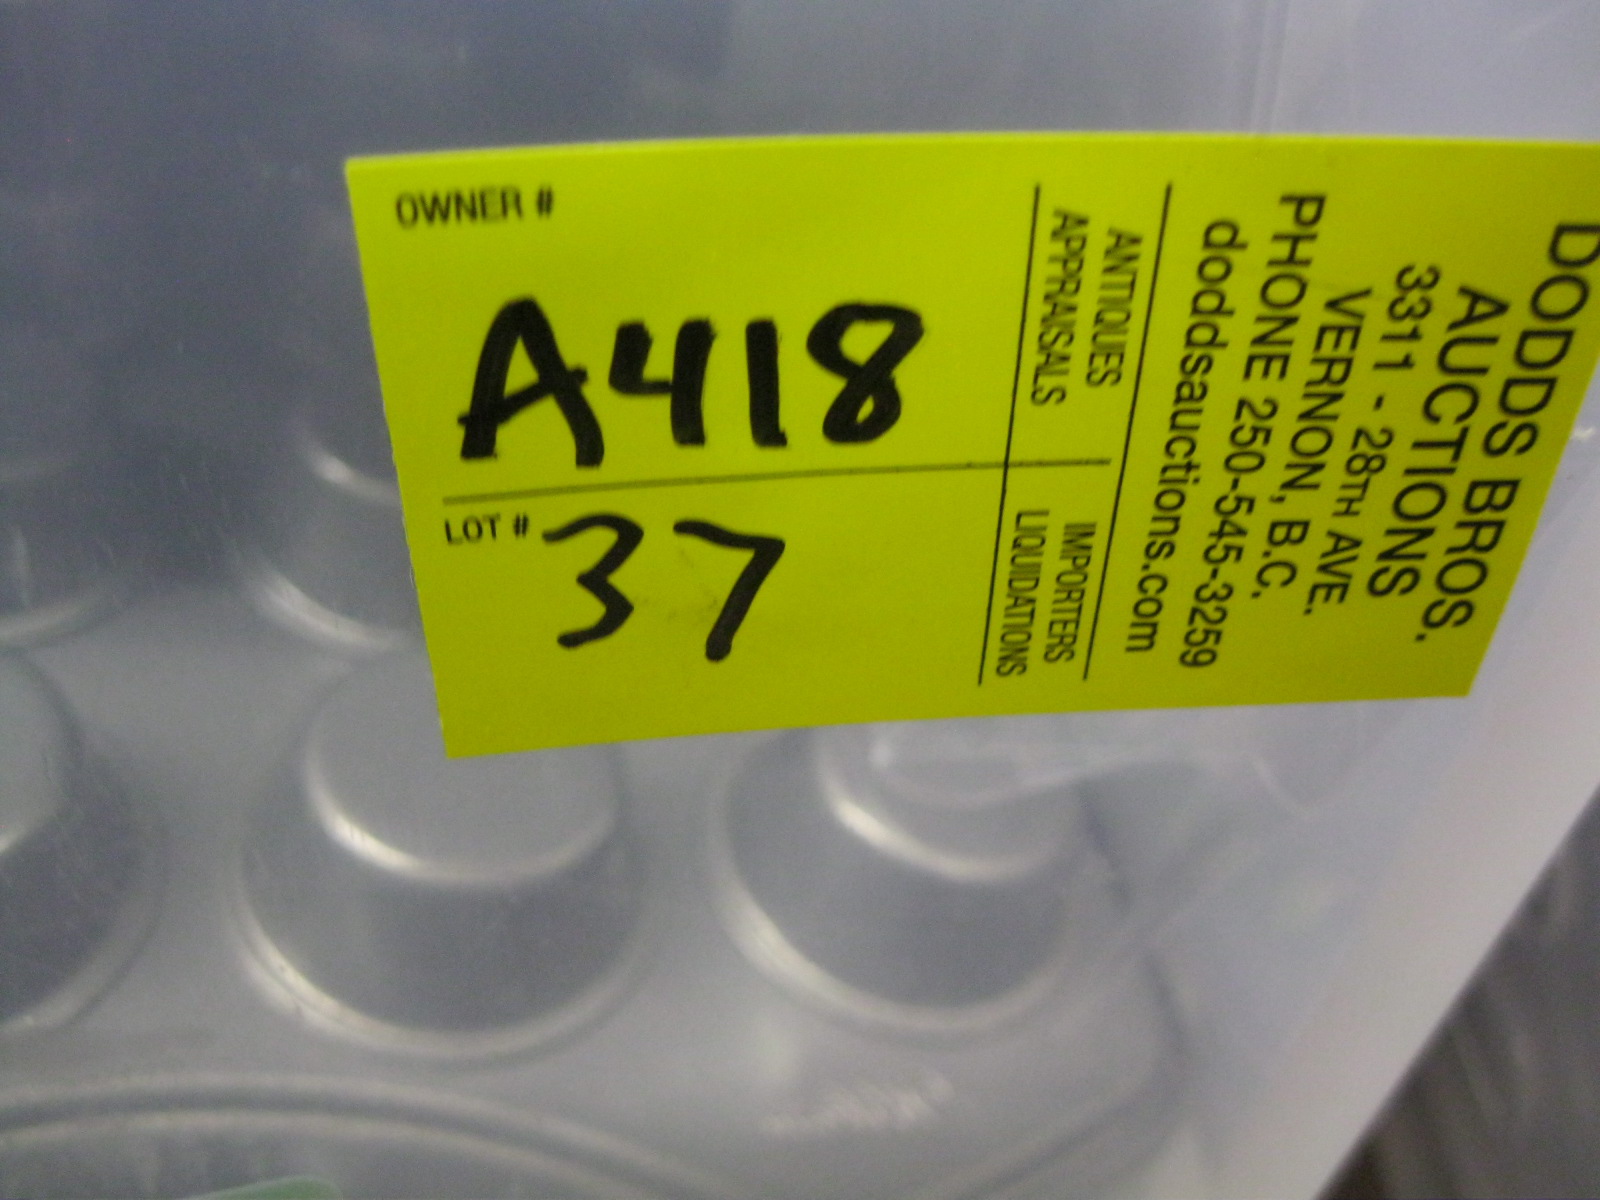 OWNER #
A418
LOT #
37
ANTIQUES
APPRAISALS
IMPORTERS
LIQUIDATIONS
DODDS BROS.
AUCTIONS
3311 - 28TH AVE.
VERNON, B.C.
PHONE 250-545-3259
doddsauctions.com